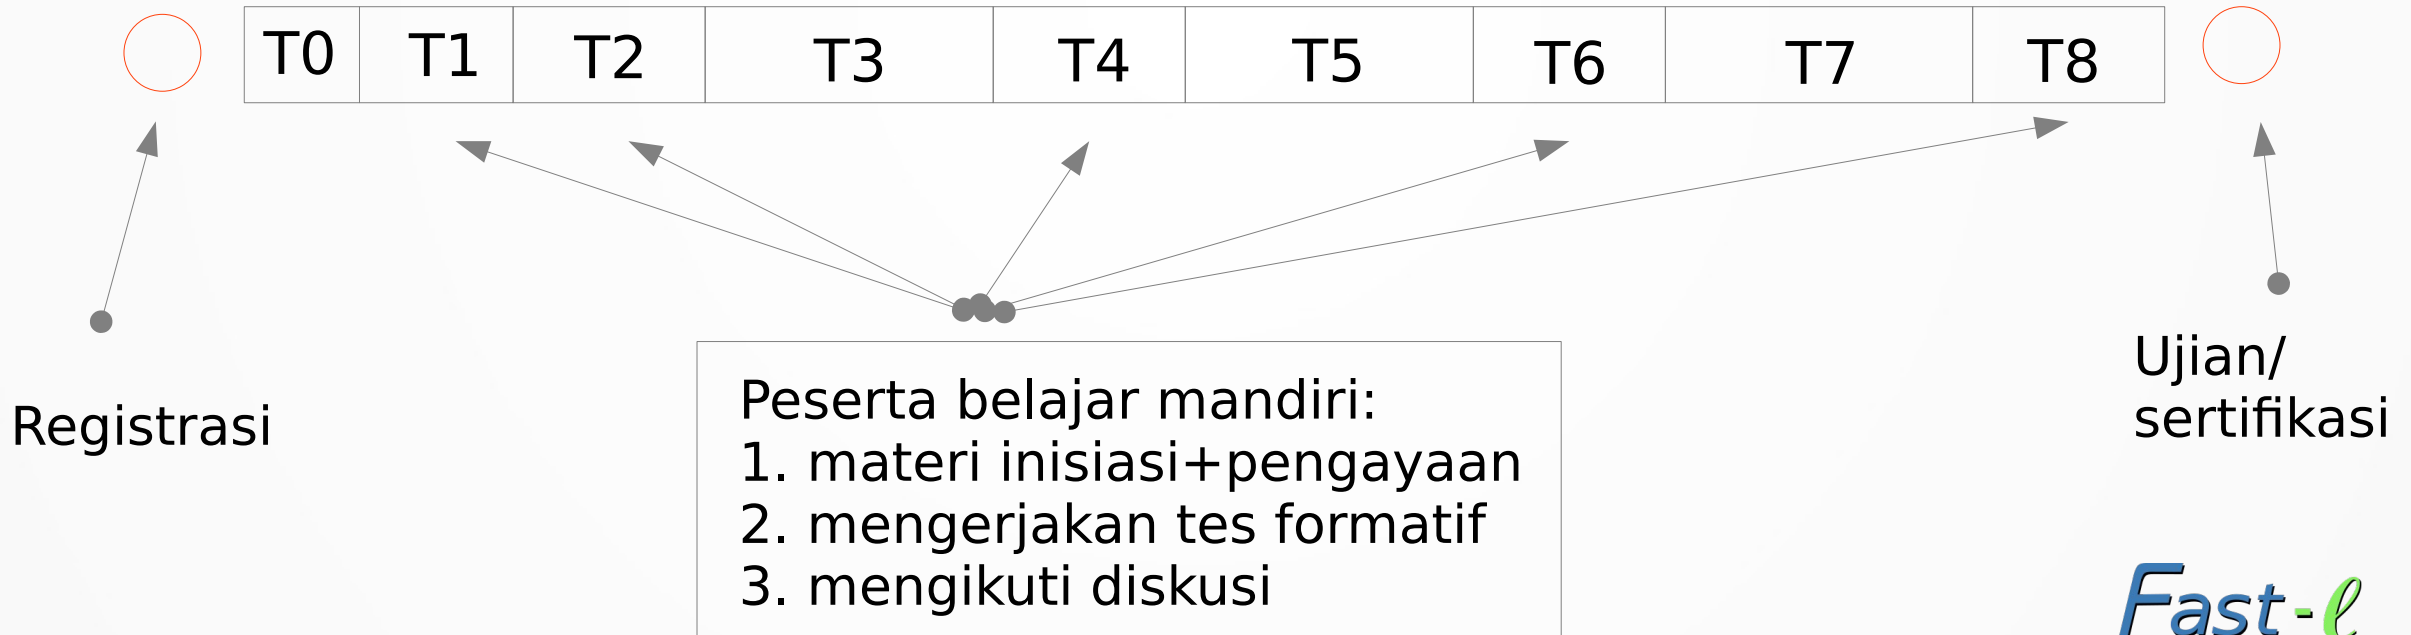 T0 T1 T2 T3 T4 T5 T6 T7 T8
Registrasi
Peserta belajar mandiri:
1. materi inisiasi+pengayaan
2. mengerjakan tes formatif
3. mengikuti diskusi
Ujian/
sertifikasi
Fast-ℓ